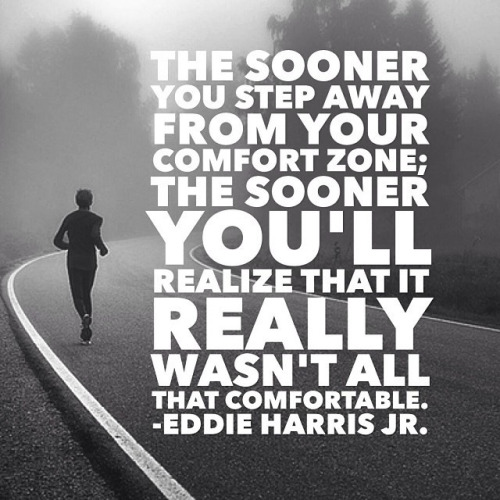 THE SOONER
YOU STEP AWAY
FROM YOUR
COMFORT ZONE;
THE SOONER
YOU'LL
REALIZE THAT IT
REALLY
WASN'T ALL
THAT COMFORTABLE.
-EDDIE HARRIS JR.